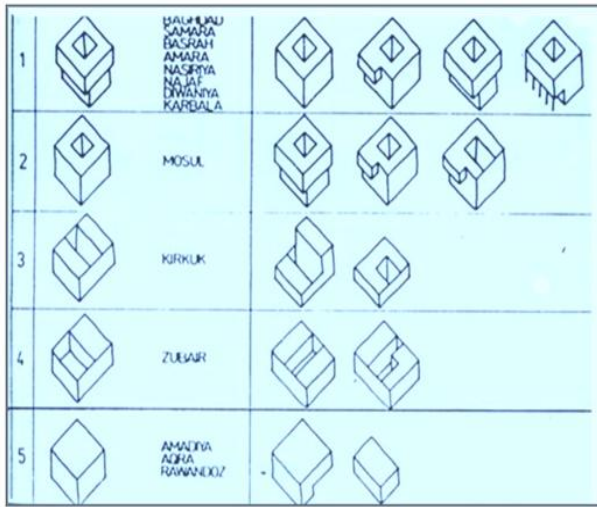 BAGHDAD
SAMARA
BASRAH
1 AMARA
NASIRIYA
NAJAF
DIWANIYA
KARBALA
2 MOSUL
3 KIRKUK
4 ZUBAIR
AMADIYA
5 AQRA
RAWANDOZ